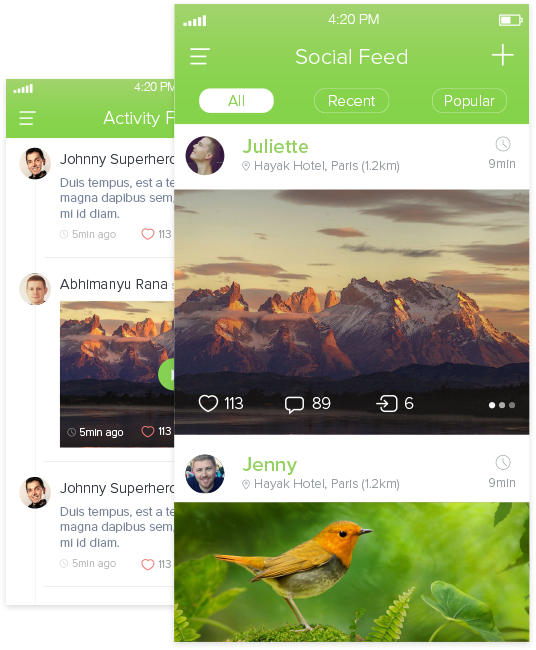 4:20 PM
Social Feed
All
Recent
Popular
Juliette
Hayak Hotel, Paris (1.2km)
9min
113
89
6
Jenny
Hayak Hotel, Paris (1.2km)
9min
4:20 PM
Activity F
Johnny Superhero
Duis tempus, est a te
magna dapibus sem,
mi id diam.
5min ago
113
Abhimanyu Rana
5min ago
113
Johnny Superhero
Duis tempus, est a te
magna dapibus sem,
mi id diam.
5min ago
113